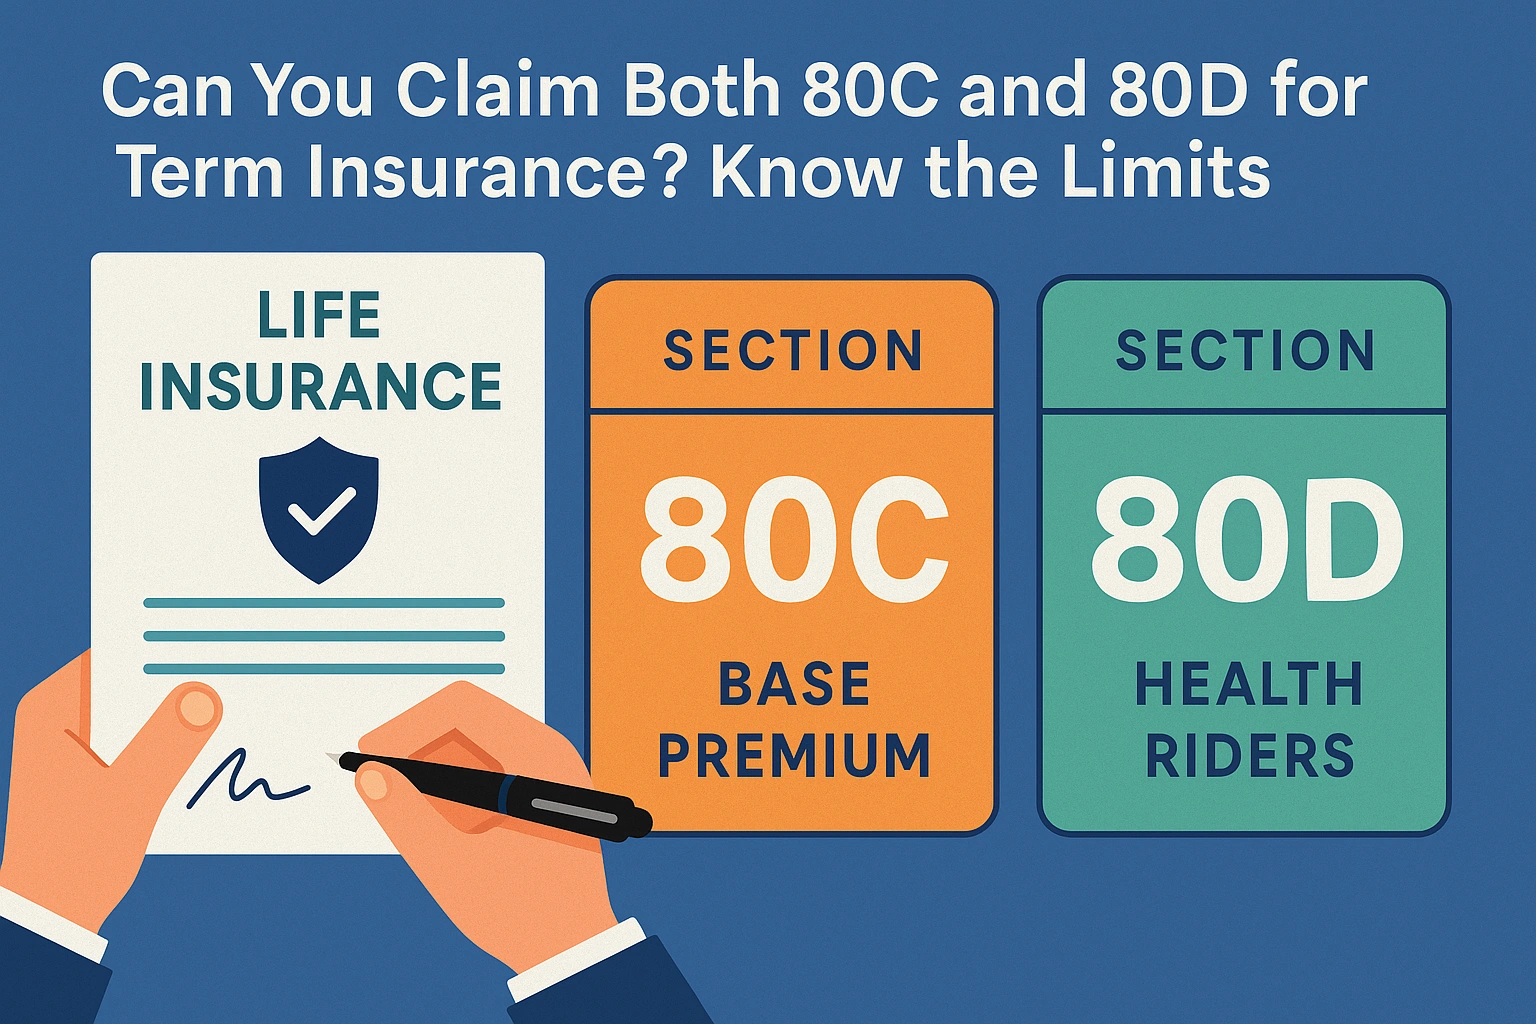 Can You Claim Both 80C and 80D for
Term Insurance? Know the Limits
LIFE
INSURANCE
SECTION
80C
BASE
PREMIUM
SECTION
80D
HEALTH
RIDERS